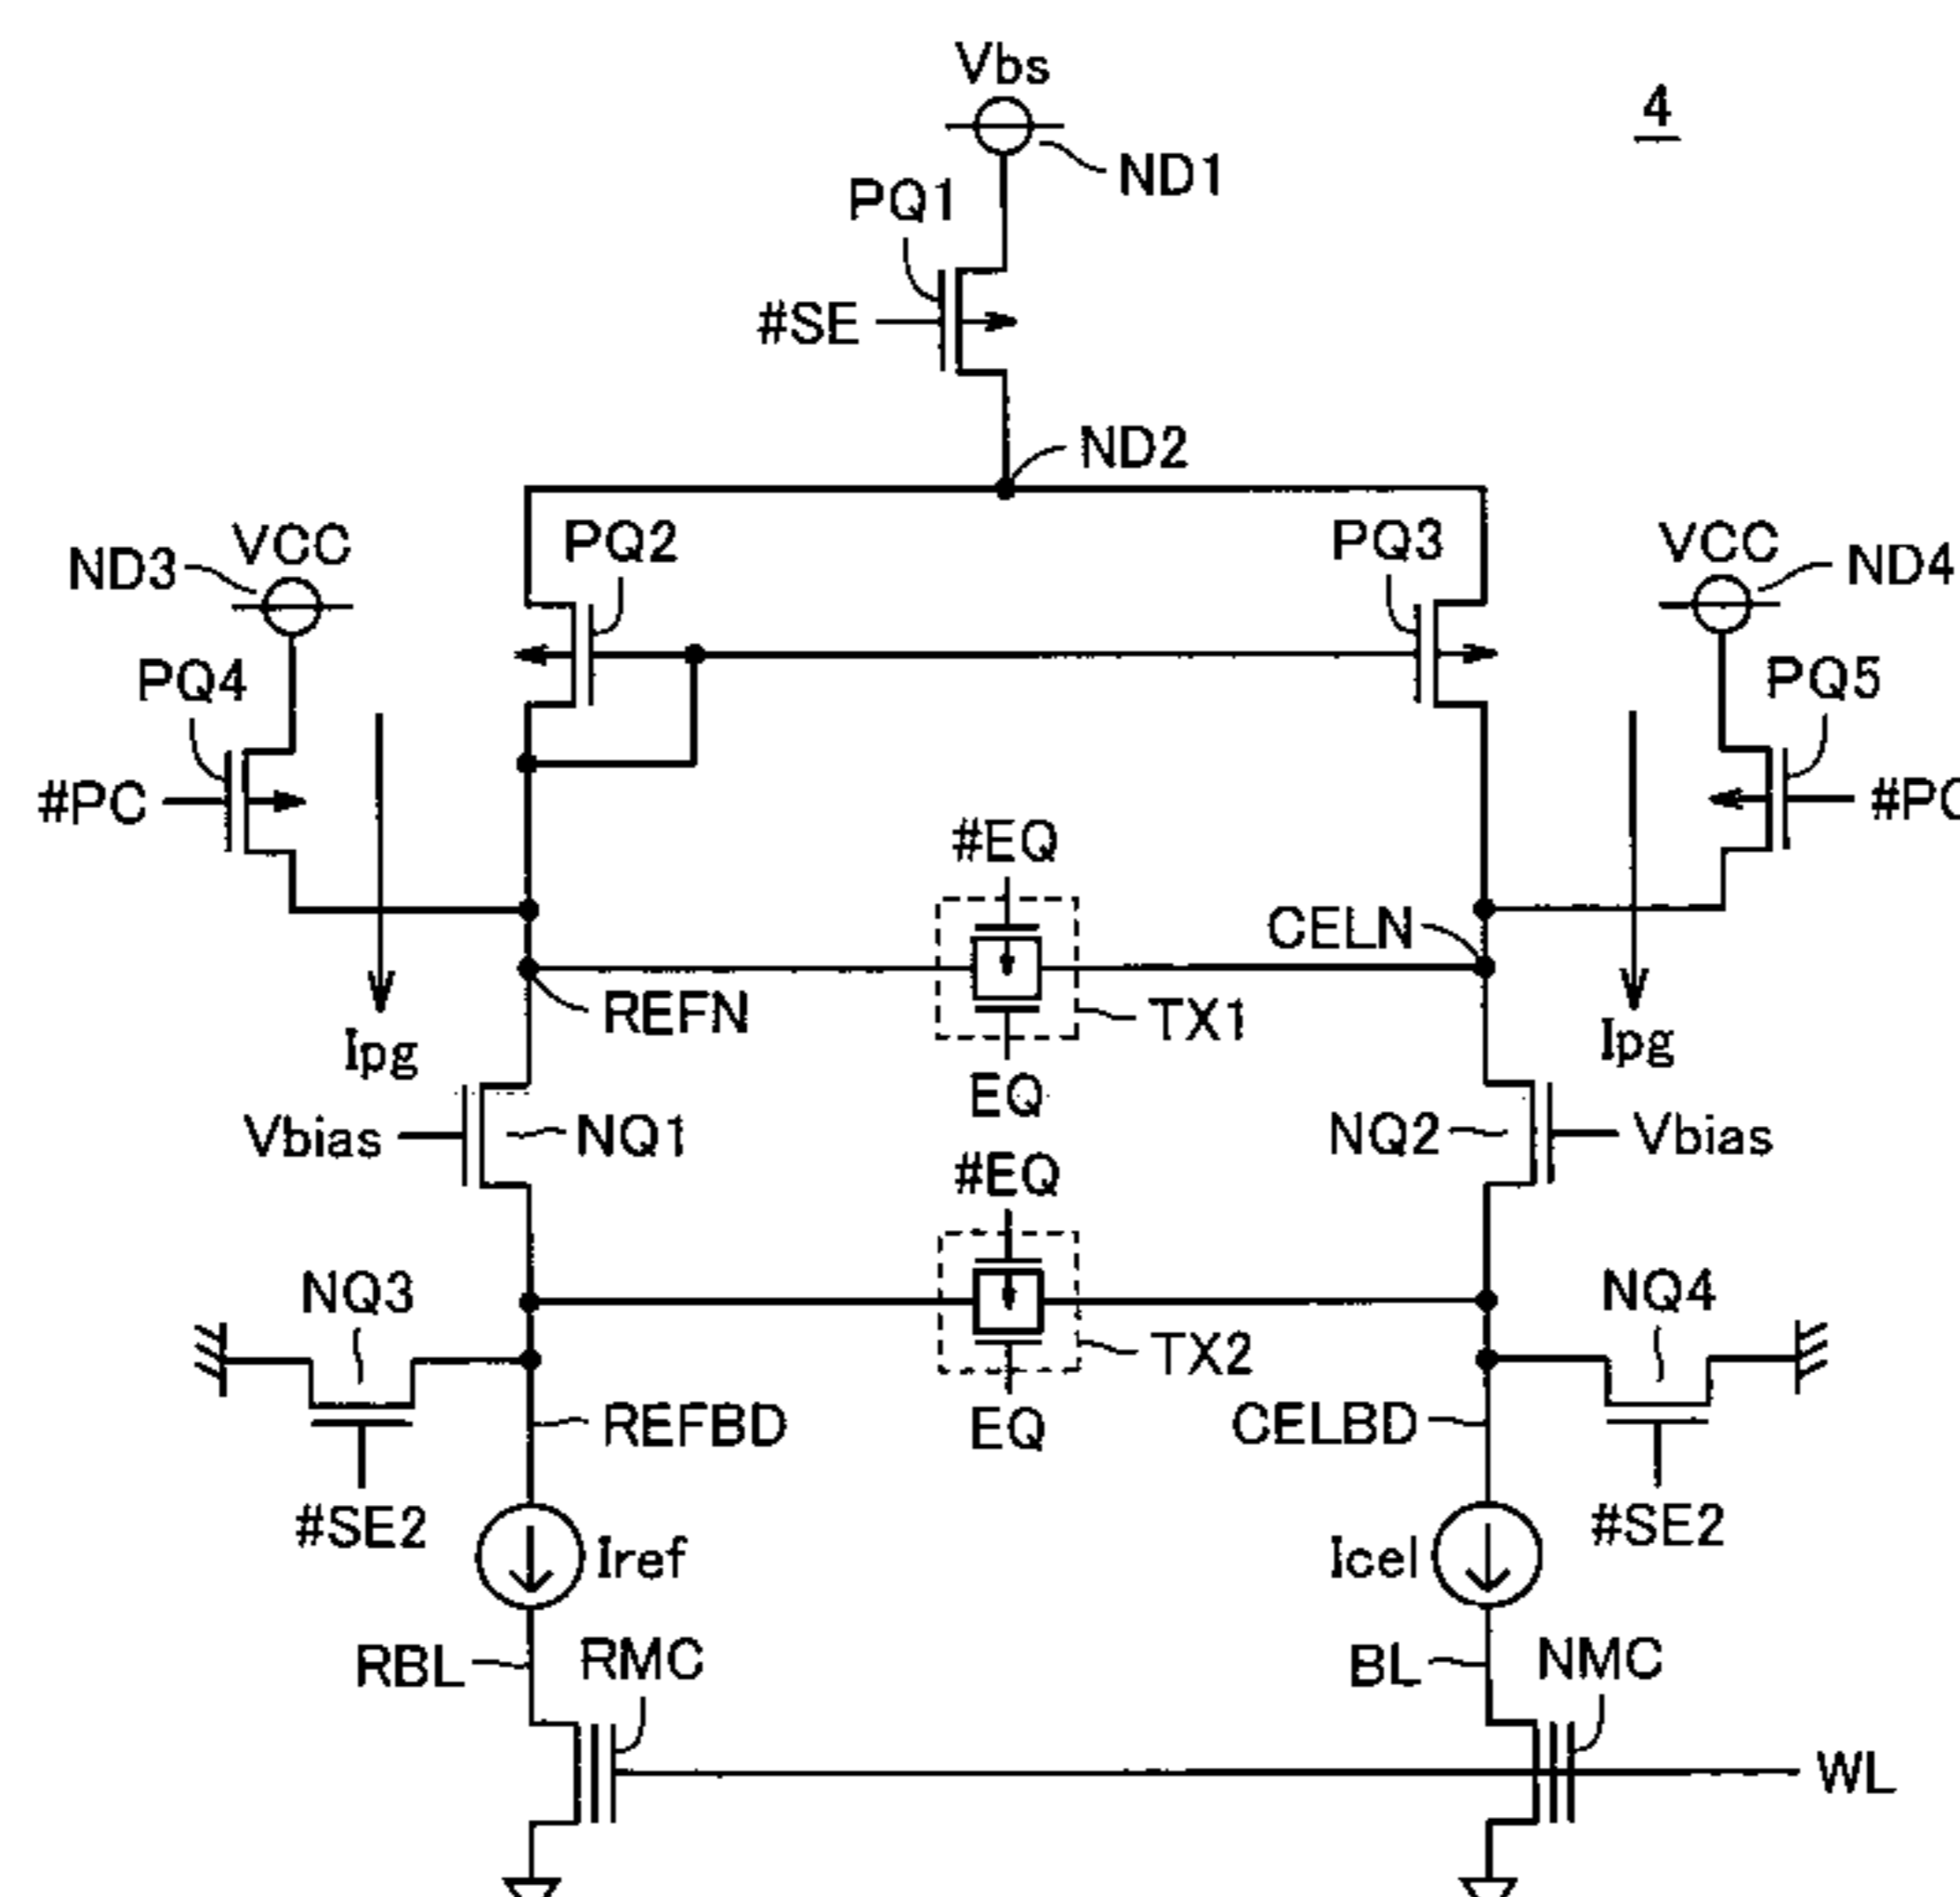 Vbs
4
ND1
PQ1
#SE
ND2
VCC
PQ2
PQ3
VCC
ND3
ND4
PQ4
PQ5
#PC
#PC
#EQ
CELN
REFN
TX1
Ipg
Ipg
EQ
Vbias
NQ1
NQ2
Vbias
#EQ
NQ3
NQ4
TX2
REFBD
EQ
CELBD
#SE2
#SE2
Iref
Icel
RBL
RMC
BL
NMC
WL